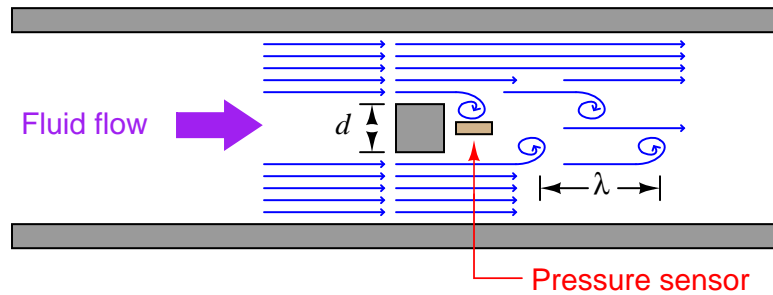 Fluid flow
d
λ
Pressure sensor